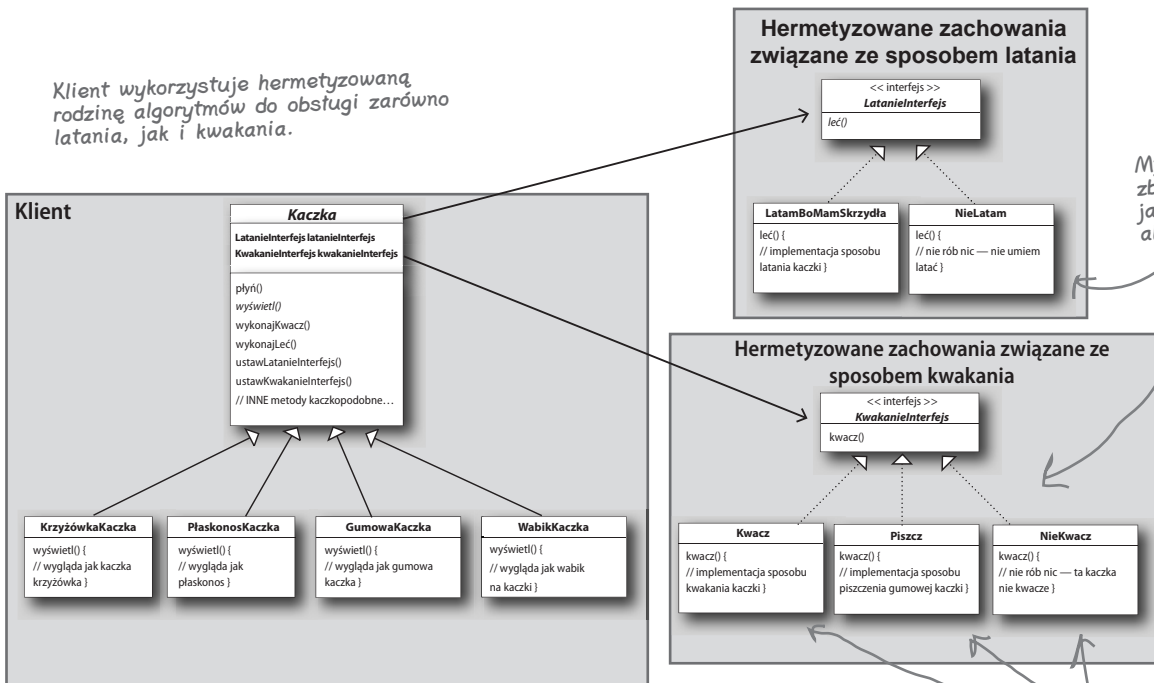 Klient wykorzystuje hermetyzowaną
rodzinę algorytmów do obsługi zarówno
latania, jak i kwakania.
Hermetyzowane zachowania
związane ze sposobem latania
<< interfejs >>
LatanieInterfejs
leć()
LatamBoMamSkrzydła
leć() {
// implementacja sposobu
latania kaczki }
NieLatam
leć() {
// nie rób nic — nie umiem
latać }
Klient
Kaczka
LatanieInterfejs latanieInterfejs
KwakanieInterfejs kwakanieInterfejs
płyń()
wyświetl()
wykonajKwacz()
wykonajLeć()
ustawLatanieInterfejs()
ustawKwakanieInterfejs()
// INNE metody kaczkopodobne…
KrzyżówkaKaczka
wyświetl() {
// wygląda jak kaczka
krzyżówka }
PłaskonosKaczka
wyświetl() {
// wygląda jak
płaskonos }
GumowaKaczka
wyświetl() {
// wygląda jak gumowa
kaczka }
WabikKaczka
wyświetl() {
// wygląda jak wabik
na kaczki }
Hermetyzowane zachowania związane ze
sposobem kwakania
<< interfejs >>
KwakanieInterfejs
kwacz()
Kwacz
kwacz() {
// implementacja sposobu
kwakania kaczki }
Piszcz
kwacz() {
// implementacja sposobu
piszczenia gumowej kaczki }
NieKwacz
kwacz() {
// nie rób nic — ta kaczka
nie kwacze }